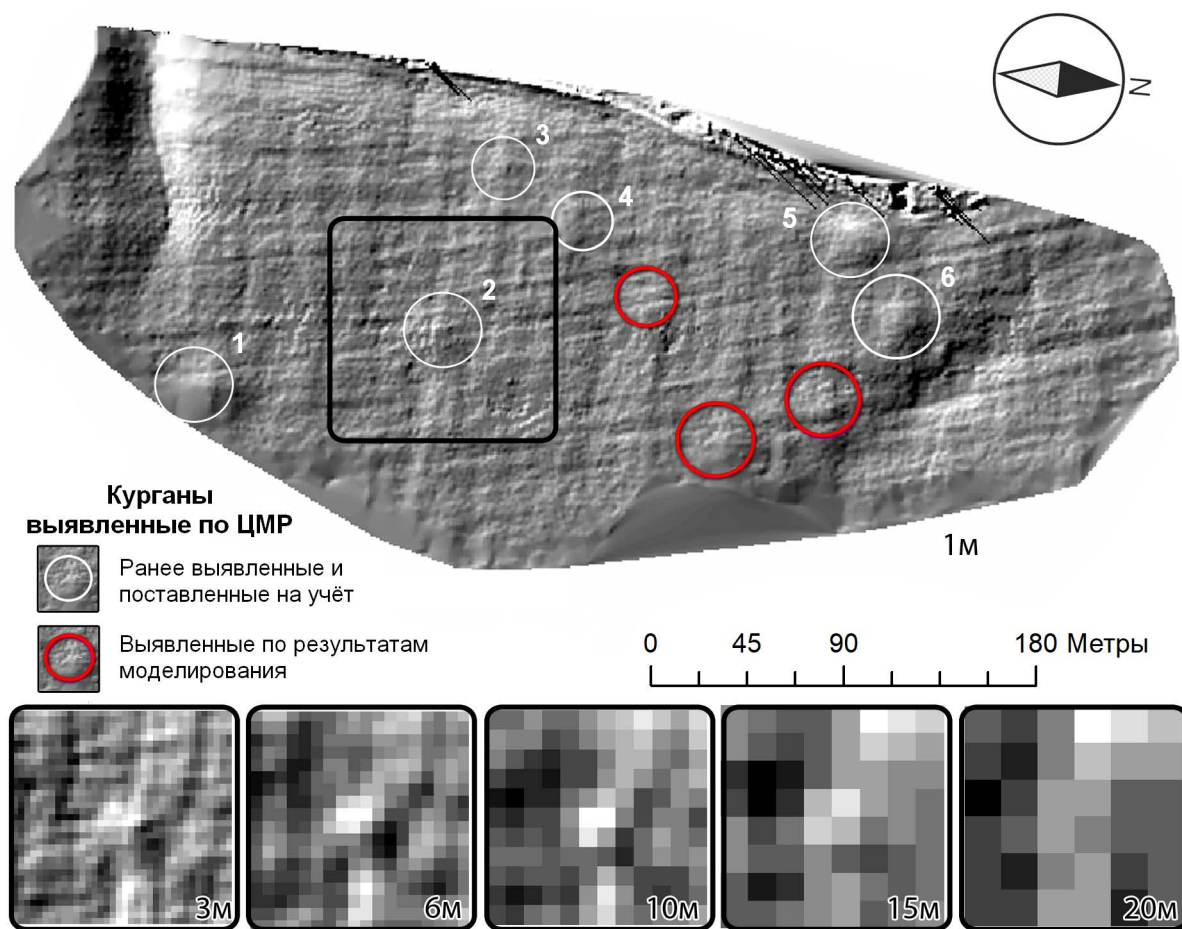 N
3
4
5
2
6
1
Курганы
выявленные по ЦМР
1м
Ранее выявленные и
поставленные на учёт
Выявленные по результатам
моделирования
0 45 90 180 Метры
3м 6м 10м 15м 20м